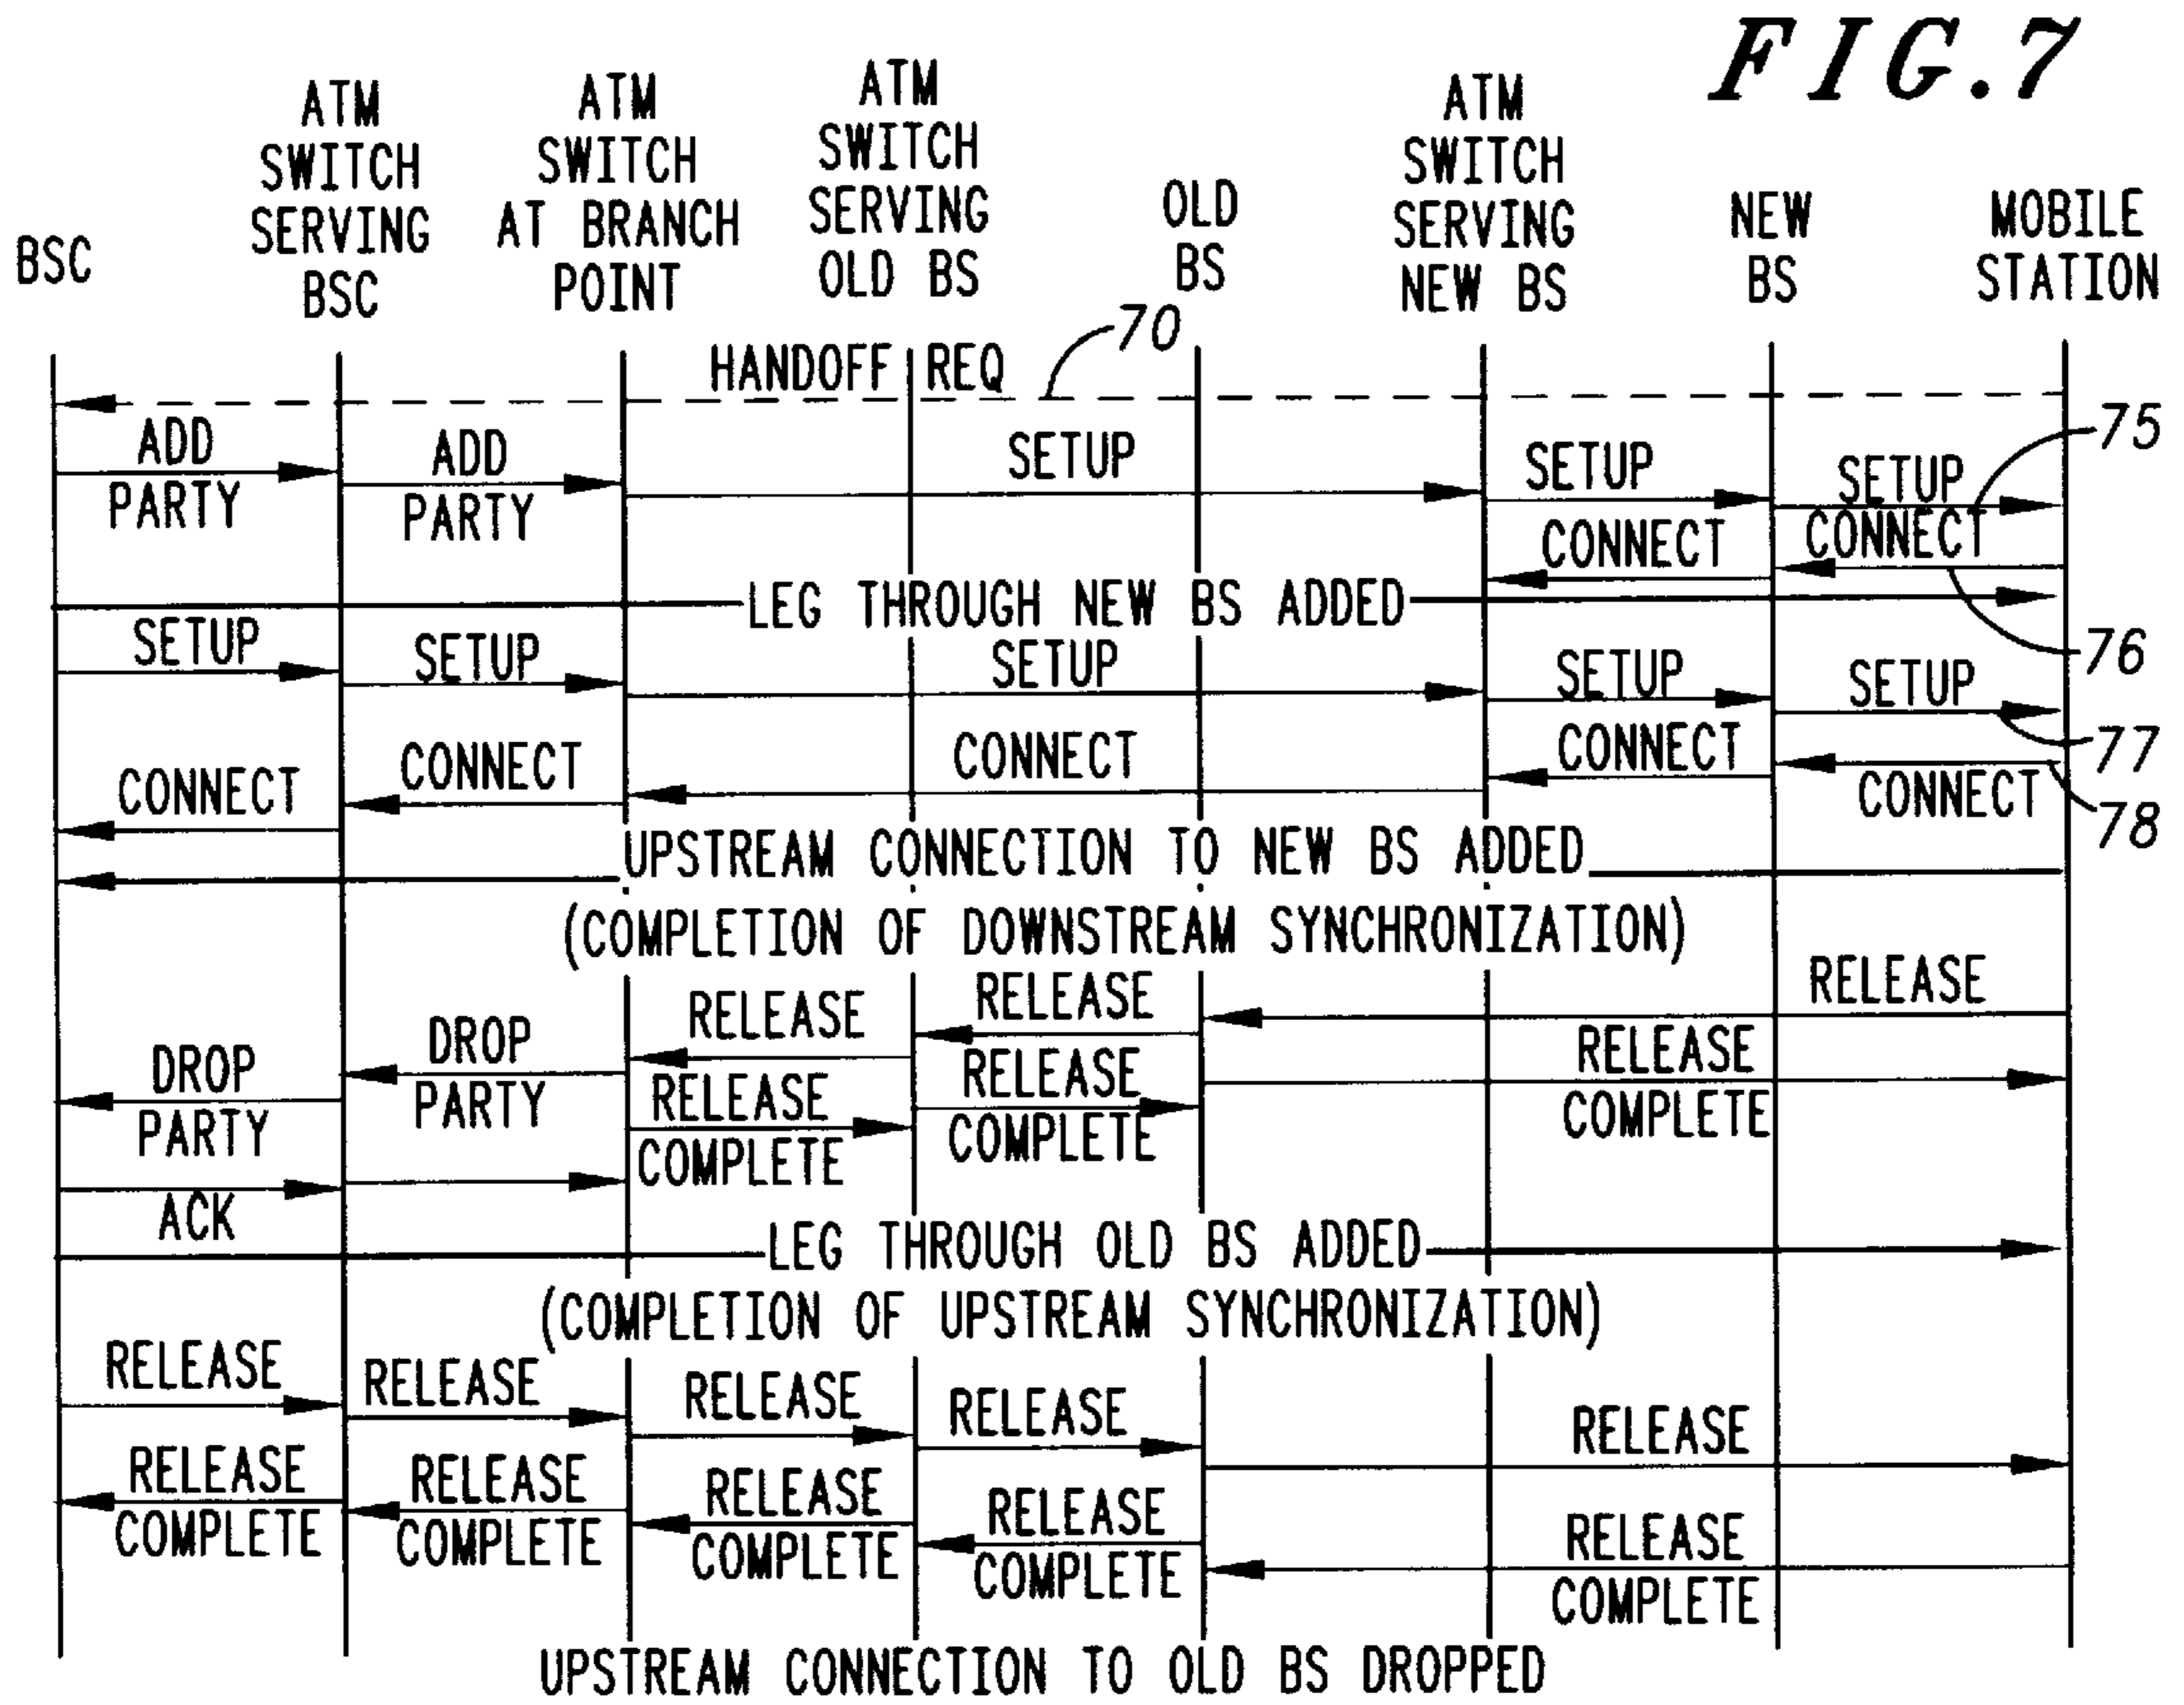 FIG.7
BSC
ATM
SWITCH
SERVING
BSC
ATM
SWITCH
AT BRANCH
POINT
ATM
SWITCH
SERVING
OLD BS
OLD
BS
ATM
SWITCH
SERVING
NEW BS
NEW
BS
MOBILE
STATION
HANDOFF REQ
70
ADD
PARTY
ADD
PARTY
SETUP
SETUP
SETUP
75
CONNECT
CONNECT
LEG THROUGH NEW BS ADDED
76
SETUP
SETUP
SETUP
SETUP
SETUP
77
CONNECT
CONNECT
CONNECT
CONNECT
CONNECT
78
UPSTREAM CONNECTION TO NEW BS ADDED
(COMPLETION OF DOWNSTREAM SYNCHRONIZATION)
RELEASE
RELEASE
RELEASE
DROP
PARTY
DROP
PARTY
RELEASE
COMPLETE
RELEASE
COMPLETE
RELEASE
COMPLETE
ACK
LEG THROUGH OLD BS ADDED
(COMPLETION OF UPSTREAM SYNCHRONIZATION)
RELEASE
RELEASE
RELEASE
RELEASE
RELEASE
RELEASE
COMPLETE
RELEASE
COMPLETE
RELEASE
COMPLETE
RELEASE
COMPLETE
RELEASE
COMPLETE
UPSTREAM CONNECTION TO OLD BS DROPPED